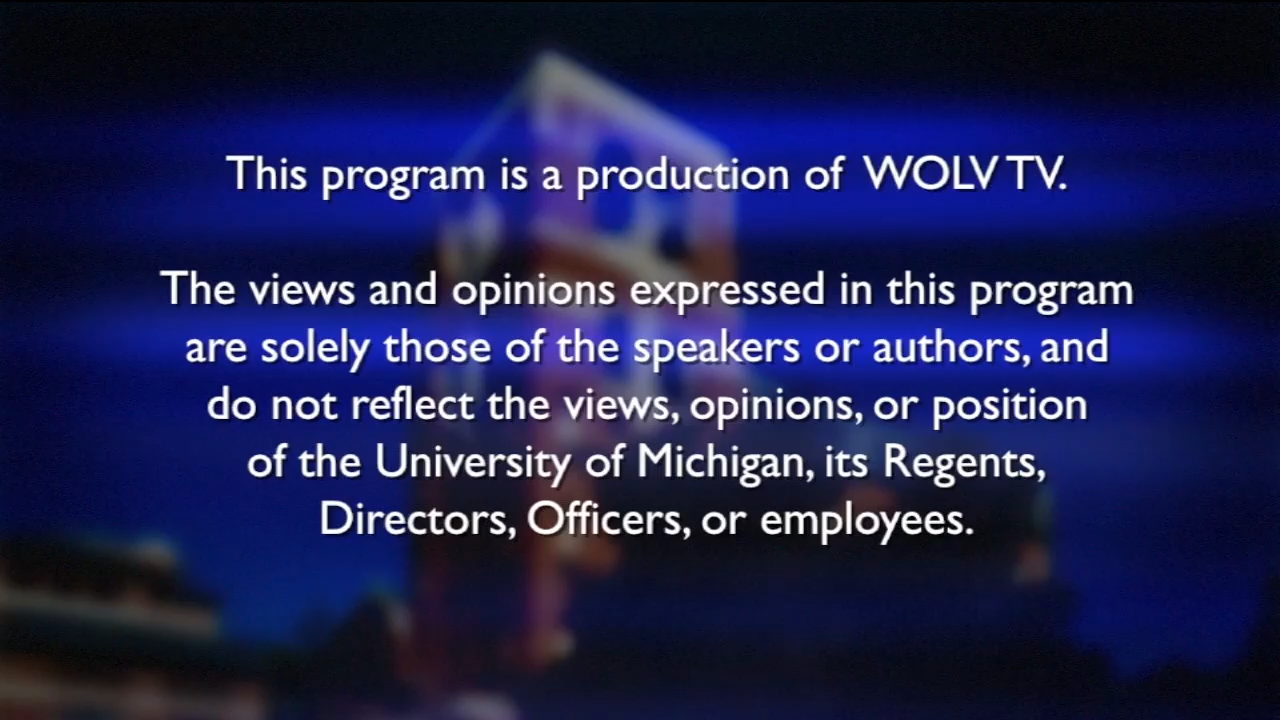 This program is a production of WOLV TV.
The views and opinions expressed in this program
are solely those of the speakers or authors, and
do not reflect the views, opinions, or position
of the University of Michigan, its Regents,
Directors, Officers, or employees.